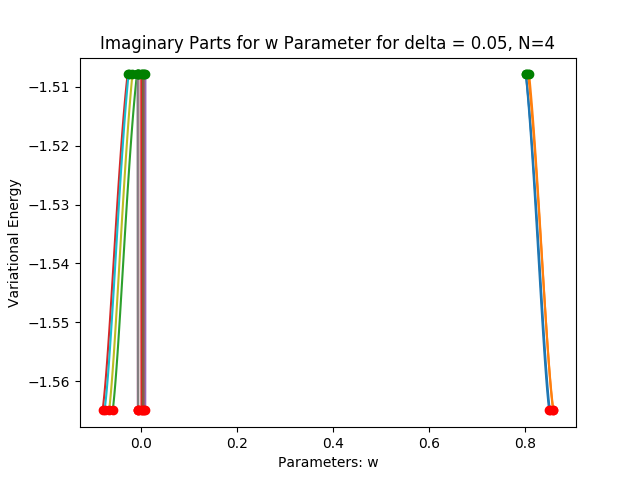 Imaginary Parts for w Parameter for delta = 0.05, N=4
Variational Energy
−1.51
−1.52
−1.53
−1.54
−1.55
−1.56
0.0 0.2 0.4 0.6 0.8
Parameters: w